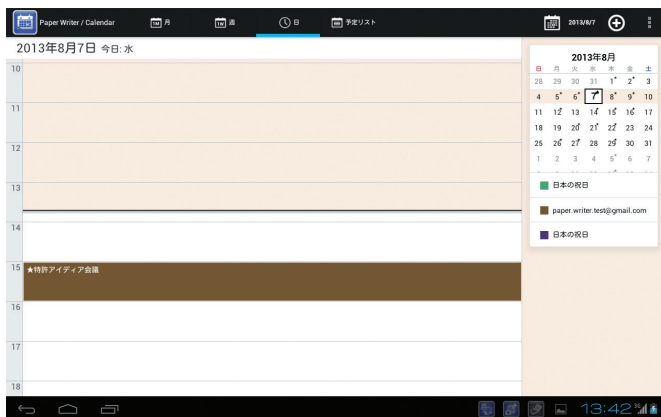 Paper Writer / Calendar
月
週
日
予定リスト
2013/8/7
2013年8月7日 今日: 水
10
11
12
13
14
15 ★特許アイディア会議
16
17
18
2013年8月
日 月 火 水 木 金 土
28 29 30 31 1 2 3
4 5 6 7 8 9 10
11 12 13 14 15 16 17
18 19 20 21 22 23 24
25 26 27 28 29 30 31
1 2 3 4 5 6 7
日本の祝日
paper.writer.test@gmail.com
日本の祝日
13:42 3G